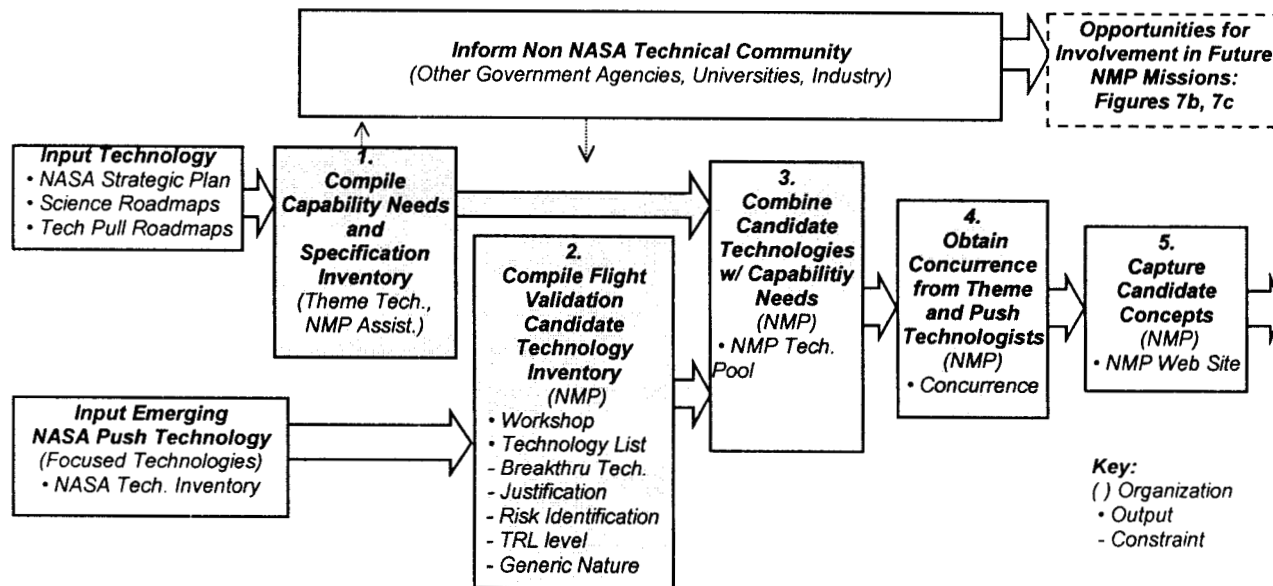 Inform Non NASA Technical Community
(Other Government Agencies, Universities, Industry)
Opportunities for
Involvement in Future
NMP Missions:
Figures 7b, 7c
Input Technology
• NASA Strategic Plan
• Science Roadmaps
• Tech Pull Roadmaps
1.
Compile
Capability Needs
and
Specification
Inventory
(Theme Tech.,
NMP Assist.)
Input Emerging
NASA Push Technology
(Focused Technologies)
• NASA Tech. Inventory
2.
Compile Flight
Validation
Candidate
Technology
Inventory
(NMP)
• Workshop
• Technology List
- Breakthru Tech.
- Justification
- Risk Identification
- TRL level
- Generic Nature
3.
Combine
Candidate
Technologies
w/ Capabilitiy
Needs
(NMP)
• NMP Tech.
Pool
4.
Obtain
Concurrence
from Theme
and Push
Technologists
(NMP)
• Concurrence
5.
Capture
Candidate
Concepts
(NMP)
• NMP Web Site
Key:
( ) Organization
• Output
- Constraint